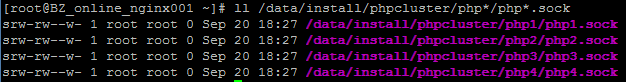 [root@BZ_online_nginx001 ~]# ll /data/install/phpcluster/php*/php*.sock
srw-rw--w- 1 root root 0 Sep 20 18:27 /data/install/phpcluster/php1/php1.sock
srw-rw--w- 1 root root 0 Sep 20 18:27 /data/install/phpcluster/php2/php2.sock
srw-rw--w- 1 root root 0 Sep 20 18:27 /data/install/phpcluster/php3/php3.sock
srw-rw--w- 1 root root 0 Sep 20 18:27 /data/install/phpcluster/php4/php4.sock